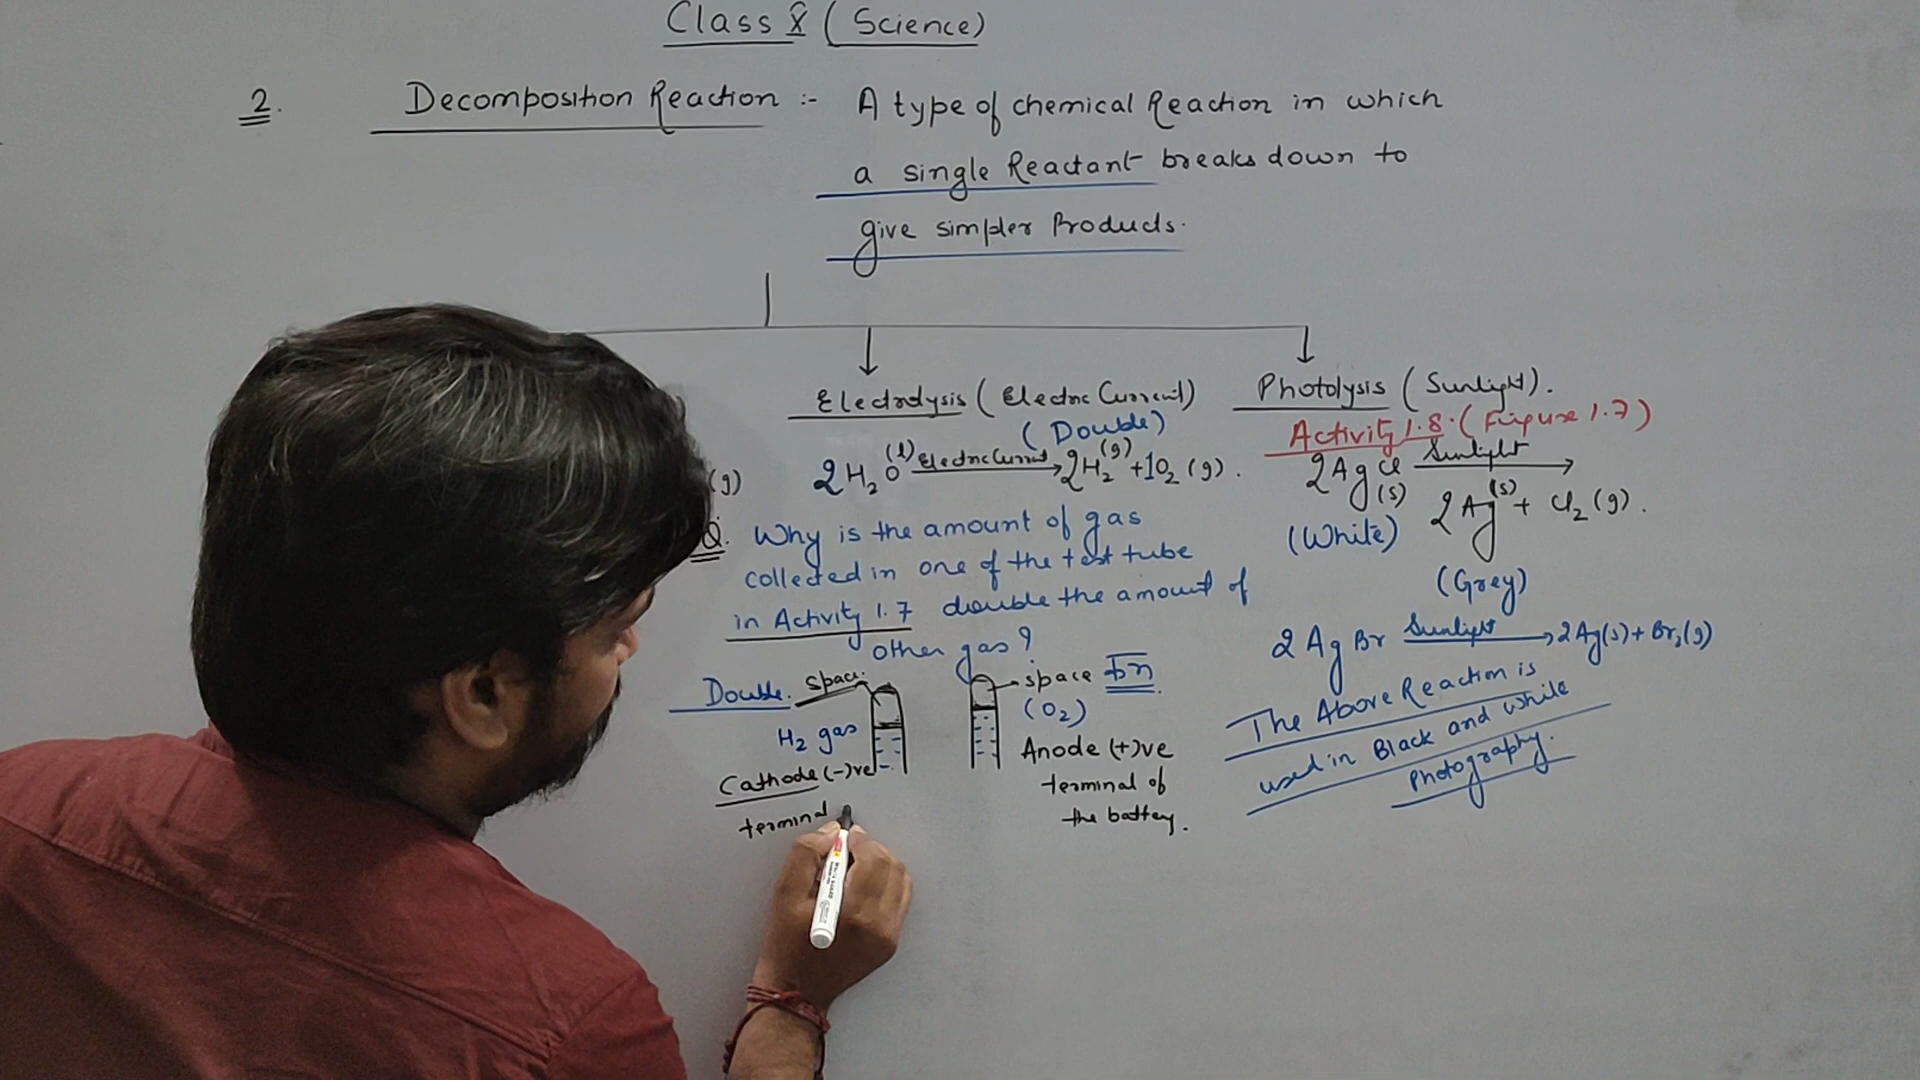 Class X (Science)
2. Decomposition Reaction :- A type of chemical Reaction in which
a single Reactant breaks down to
give simpler Products.
Electrolysis (Electric Current)
(Double)
(g) 2H2O(l) Electric Current → 2H2(g) + 1O2(g).
Q. Why is the amount of gas
collected in one of the test tube
in Activity 1.7 double the amount of
other gas?
Double. space.
H2 gas
Cathode (-)ve
terminal
space
(O2)
Anode (+)ve
terminal of
the battery.
Photolysis (Sunlight).
Activity 1.8. (Figure 1.7)
2AgCl(s) Sunlight →
(White) 2Ag(s) + Cl2(g).
(Grey)
2AgBr Sunlight → 2Ag(s) + Br2(g)
The Above Reaction is
used in Black and while
Photography.